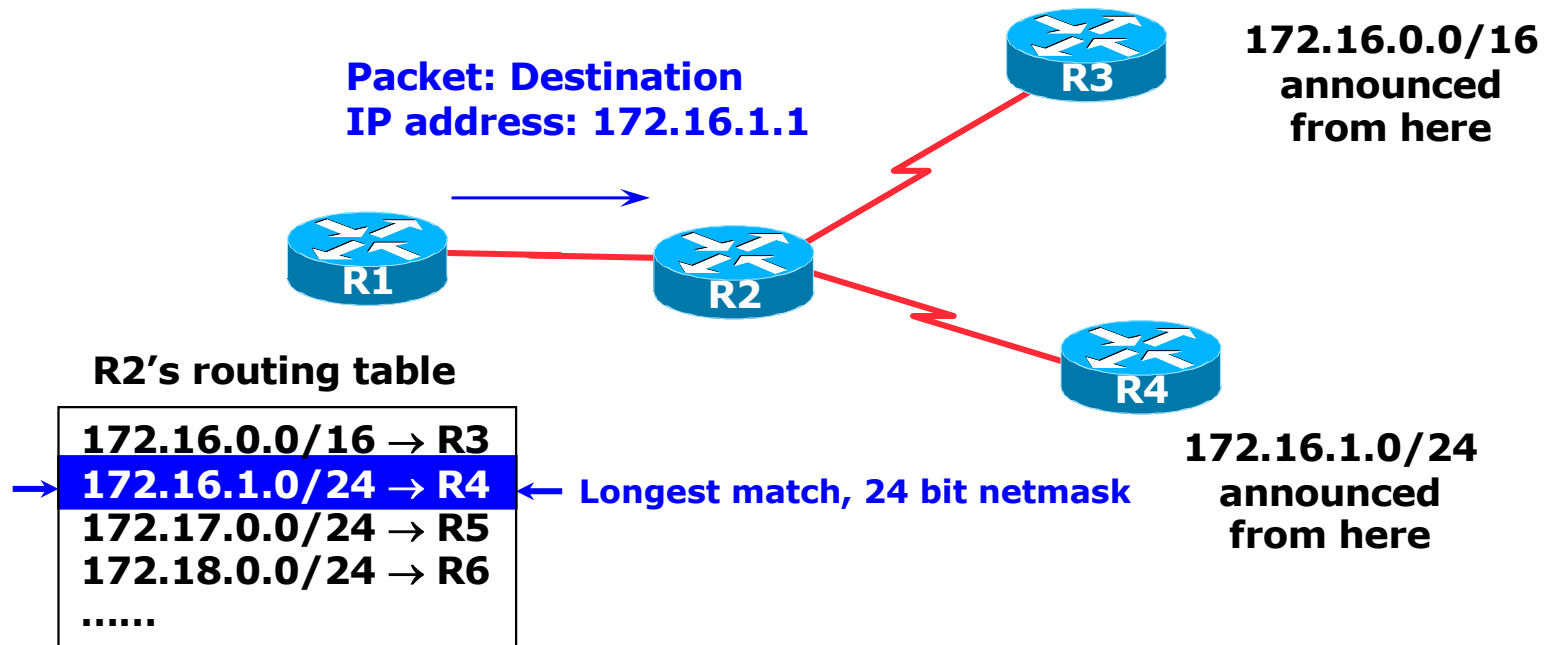 Packet: Destination
IP address: 172.16.1.1
R3
172.16.0.0/16
announced
from here
R1
R2
R4
172.16.1.0/24
announced
from here
R2’s routing table
172.16.0.0/16 → R3
172.16.1.0/24 → R4
Longest match, 24 bit netmask
172.17.0.0/24 → R5
172.18.0.0/24 → R6
......